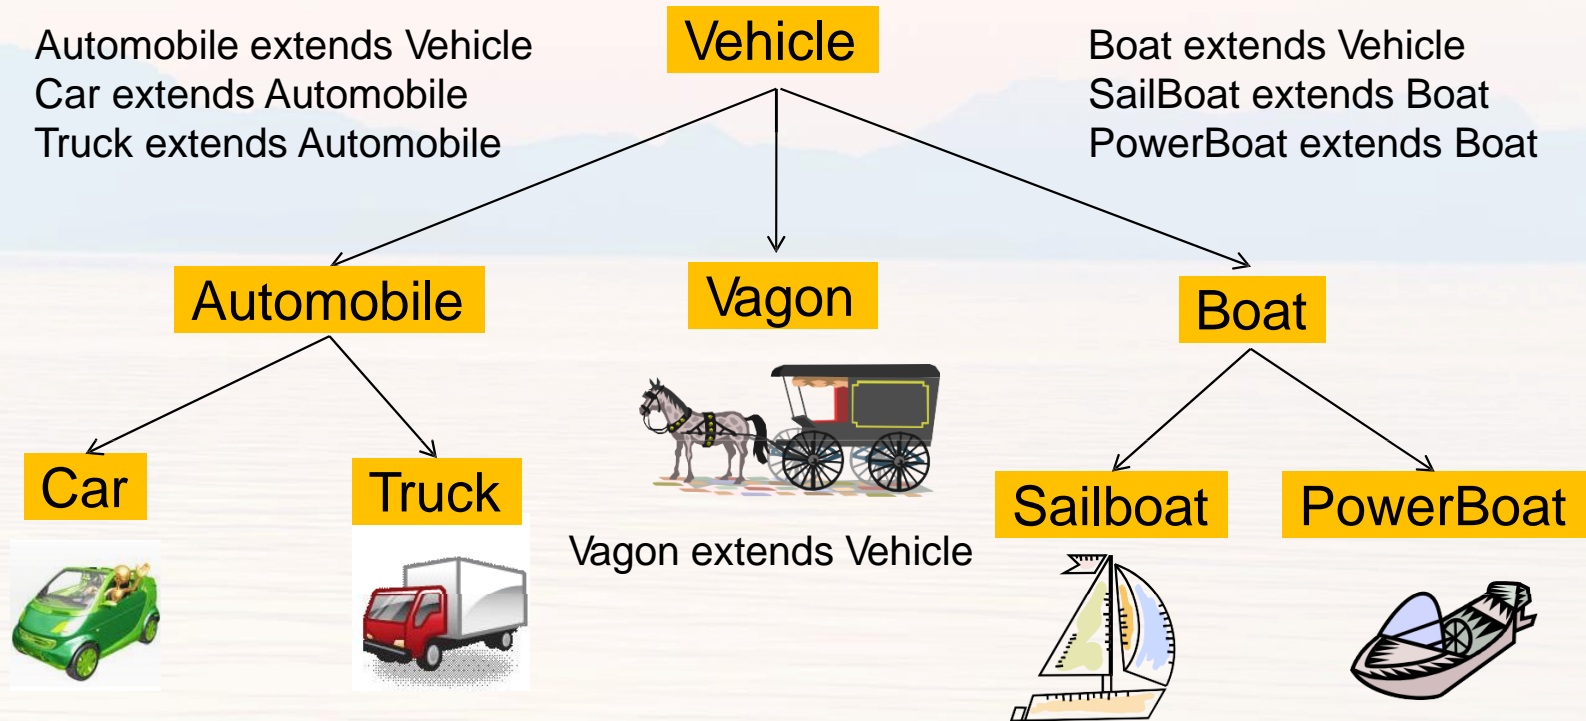 Automobile extends Vehicle
Car extends Automobile
Truck extends Automobile
Vehicle
Boat extends Vehicle
SailBoat extends Boat
PowerBoat extends Boat
Automobile
Vagon
Boat
Car
Truck
Vagon extends Vehicle
Sailboat
PowerBoat